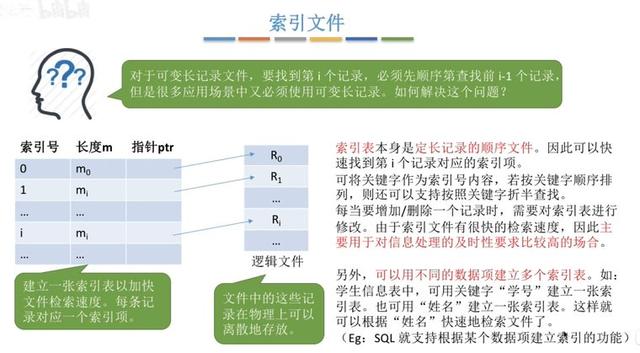 索引文件
对于可变长记录文件，要找到第 i 个记录，必须先顺序第查找前 i-1 个记录，
但是很多应用场景中又必须使用可变长记录。如何解决这个问题？
索引号 长度m 指针ptr
0 m₀
1 mᵢ
... ...
i mᵢ
... ...
R₀
R₁
...
Rᵢ
...
逻辑文件
建立一张索引表以加快
文件检索速度。每条记
录对应一个索引项。
文件中的这些记
录在物理上可以
离散地存放。
索引表本身是定长记录的顺序文件。因此可以快
速找到第 i 个记录对应的索引项。
可将关键字作为索引号内容，若按关键字顺序排
列，则还可以支持按照关键字折半查找。
每当要增加/删除一个记录时，需要对索引表进行
修改。由于索引文件有很快的检索速度，因此主
要用于对信息处理的及时性要求比较高的场合。
另外，可以用不同的数据项建立多个索引表。如：
学生信息表中，可用关键字“学号”建立一张索
引表。也可用“姓名”建立一张索引表。这样就
可以根据“姓名”快速地检索文件了。
（Eg：SQL 就支持根据某个数据项建立索引的功能）